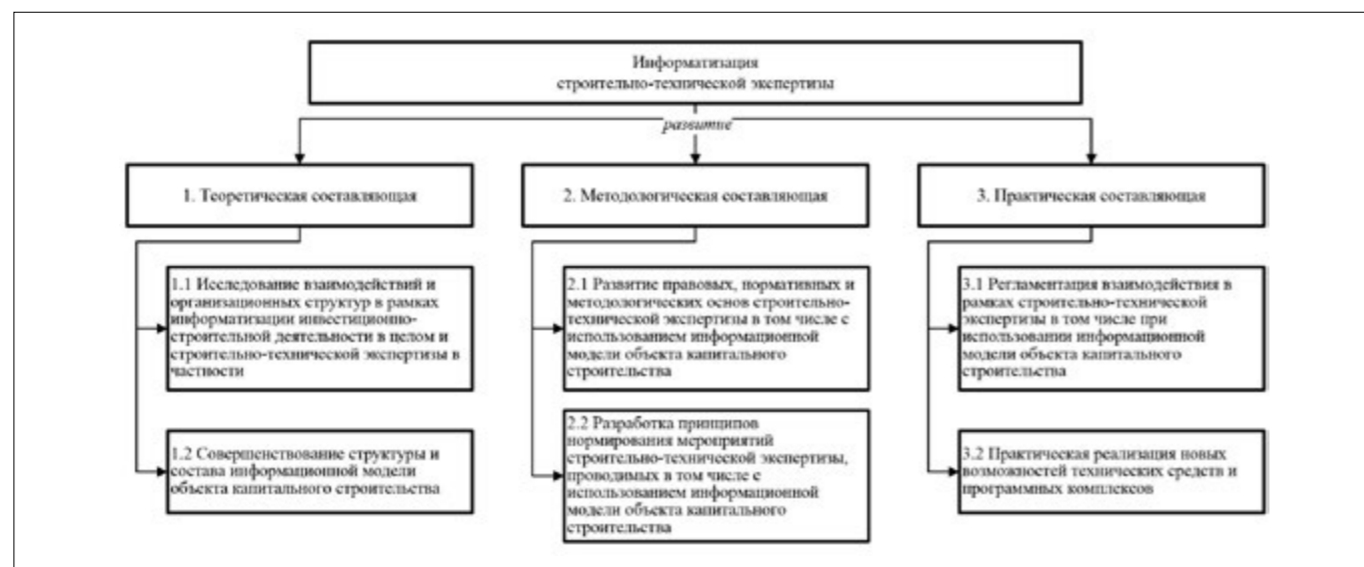 Информатизация
строительно-технической экспертизы
развитие
1. Теоретическая составляющая
2. Методологическая составляющая
3. Практическая составляющая
1.1 Исследование взаимодействий и
организационных структур в рамках
информатизации инвестиционно-
строительной деятельности в целом и
строительно-технической экспертизы в
частности
1.2 Совершенствование структуры и
состава информационной модели
объекта капитального строительства
2.1 Развитие правовых, нормативных и
методологических основ строительно-
технической экспертизы в том числе с
использованием информационной
модели объекта капитального
строительства
2.2 Разработка принципов
нормирования мероприятий
строительно-технической экспертизы,
проводимых в том числе с
использованием информационной
модели объекта капитального
строительства
3.1 Регламентация взаимодействия в
рамках строительно-технической
экспертизы в том числе при
использовании информационной
модели объекта капитального
строительства
3.2 Практическая реализация новых
возможностей технических средств и
программных комплексов